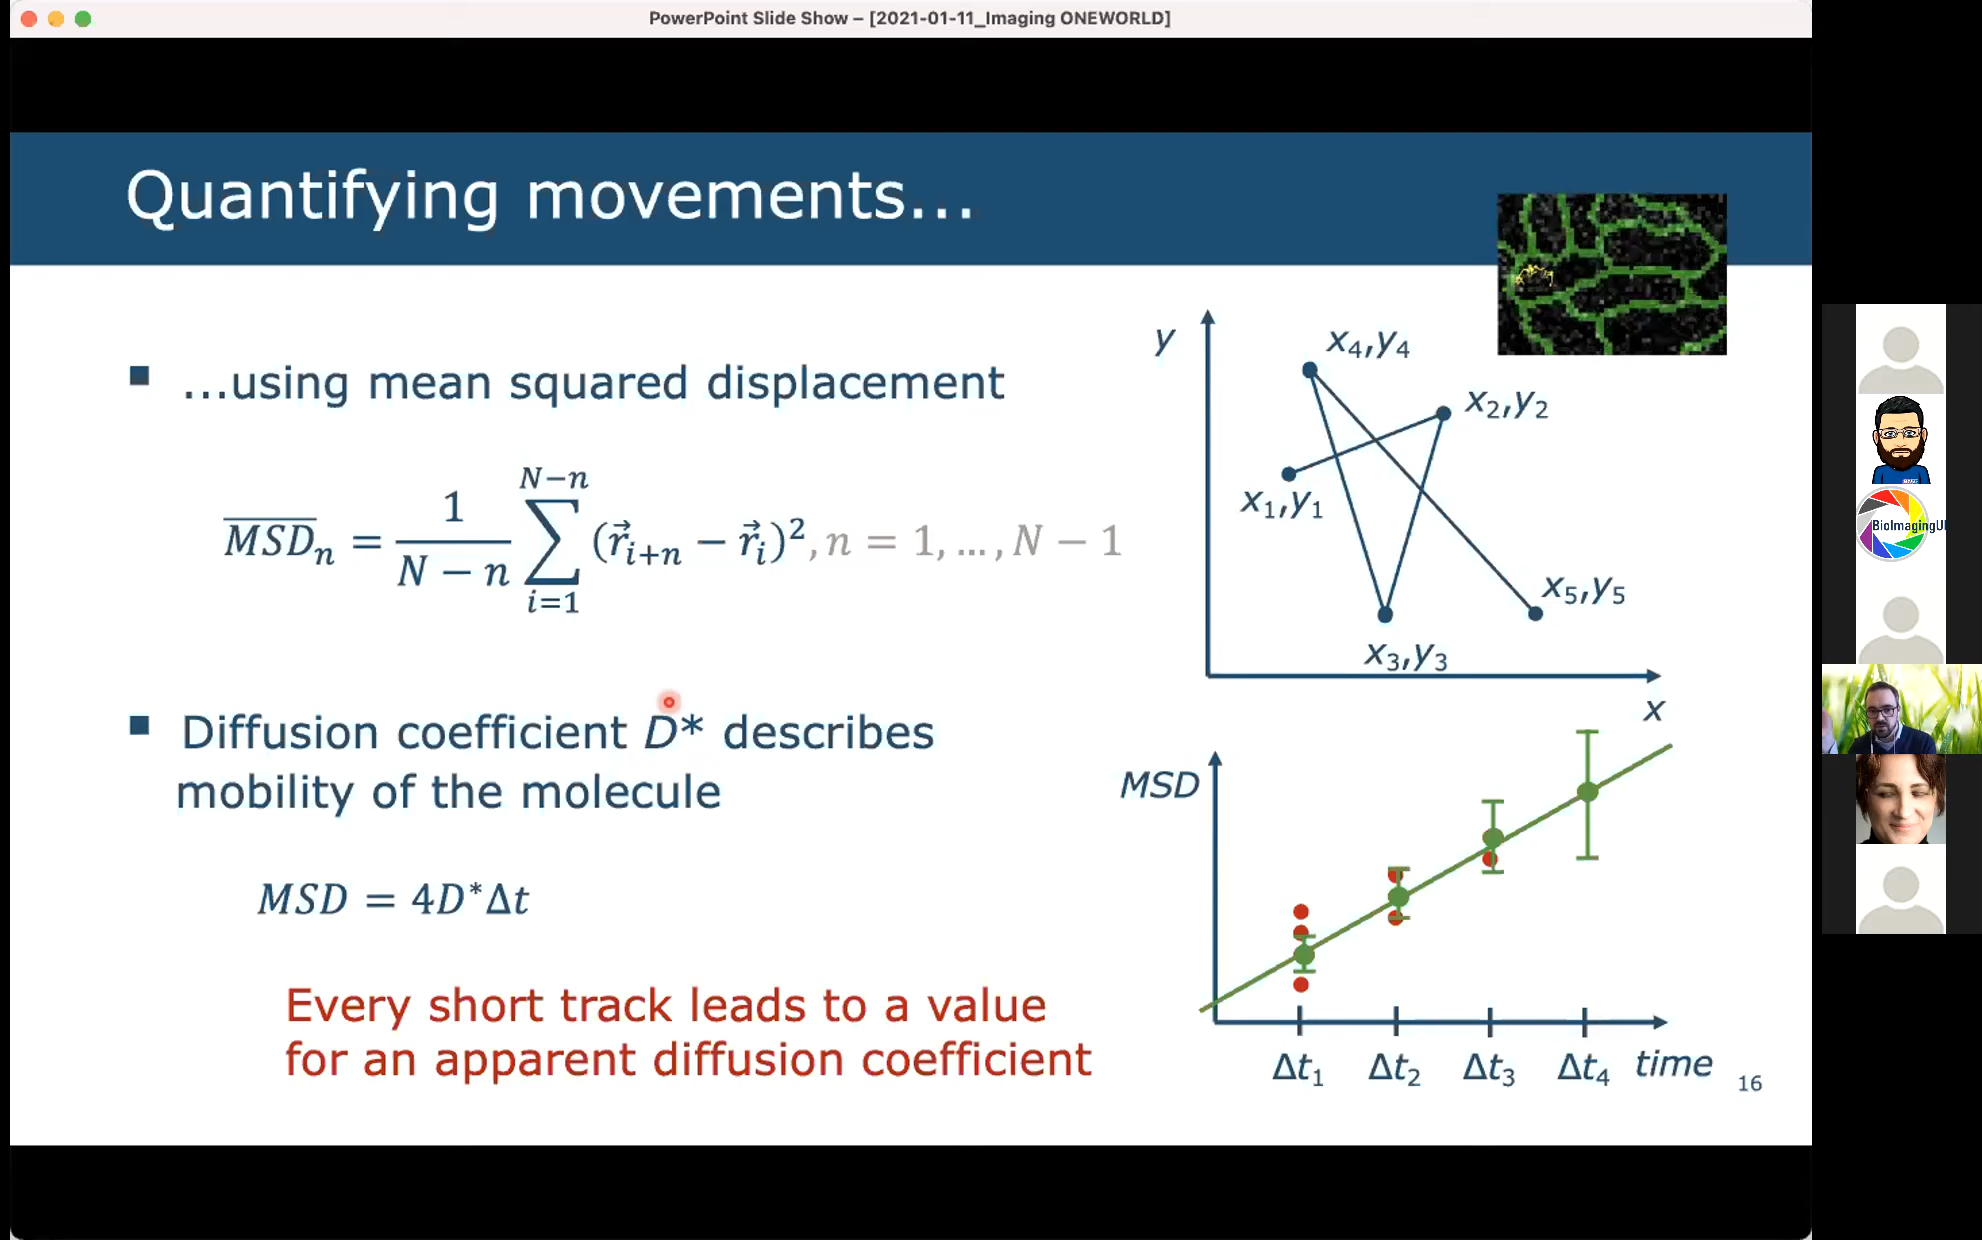 PowerPoint Slide Show – [2021-01-11_Imaging ONEWORLD]
Quantifying movements...
...using mean squared displacement
$\overline{MSD}_n = \frac{1}{N-n} \sum_{i=1}^{N-n} (\vec{r}_{i+n} - \vec{r}_i)^2, n = 1, \ldots, N-1$
Diffusion coefficient D* describes
mobility of the molecule
MSD = 4D*Δt
Every short track leads to a value
for an apparent diffusion coefficient
y
x₄,y₄
x₂,y₂
x₁,y₁
x₅,y₅
x₃,y₃
x
MSD
Δt₁ Δt₂ Δt₃ Δt₄ time
16
BioImagingU